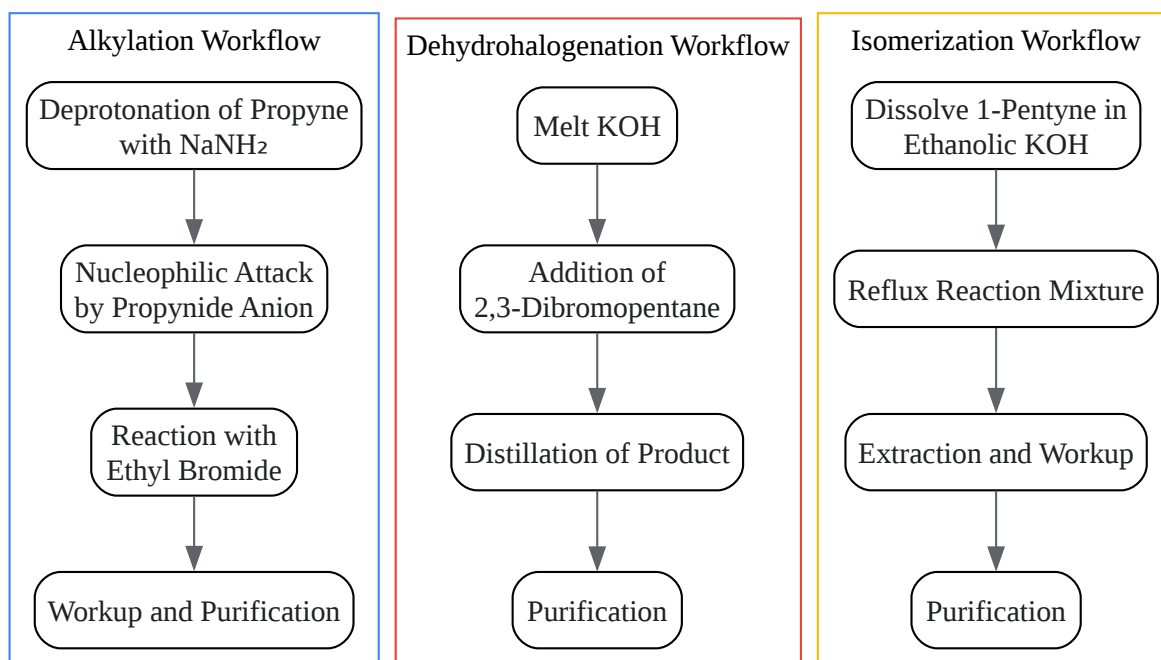 Alkylation Workflow
Deprotonation of Propyne
with NaNH₂
Nucleophilic Attack
by Propynide Anion
Reaction with
Ethyl Bromide
Workup and Purification
Dehydrohalogenation Workflow
Melt KOH
Addition of
2,3-Dibromopentane
Distillation of Product
Purification
Isomerization Workflow
Dissolve 1-Pentyne in
Ethanolic KOH
Reflux Reaction Mixture
Extraction and Workup
Purification